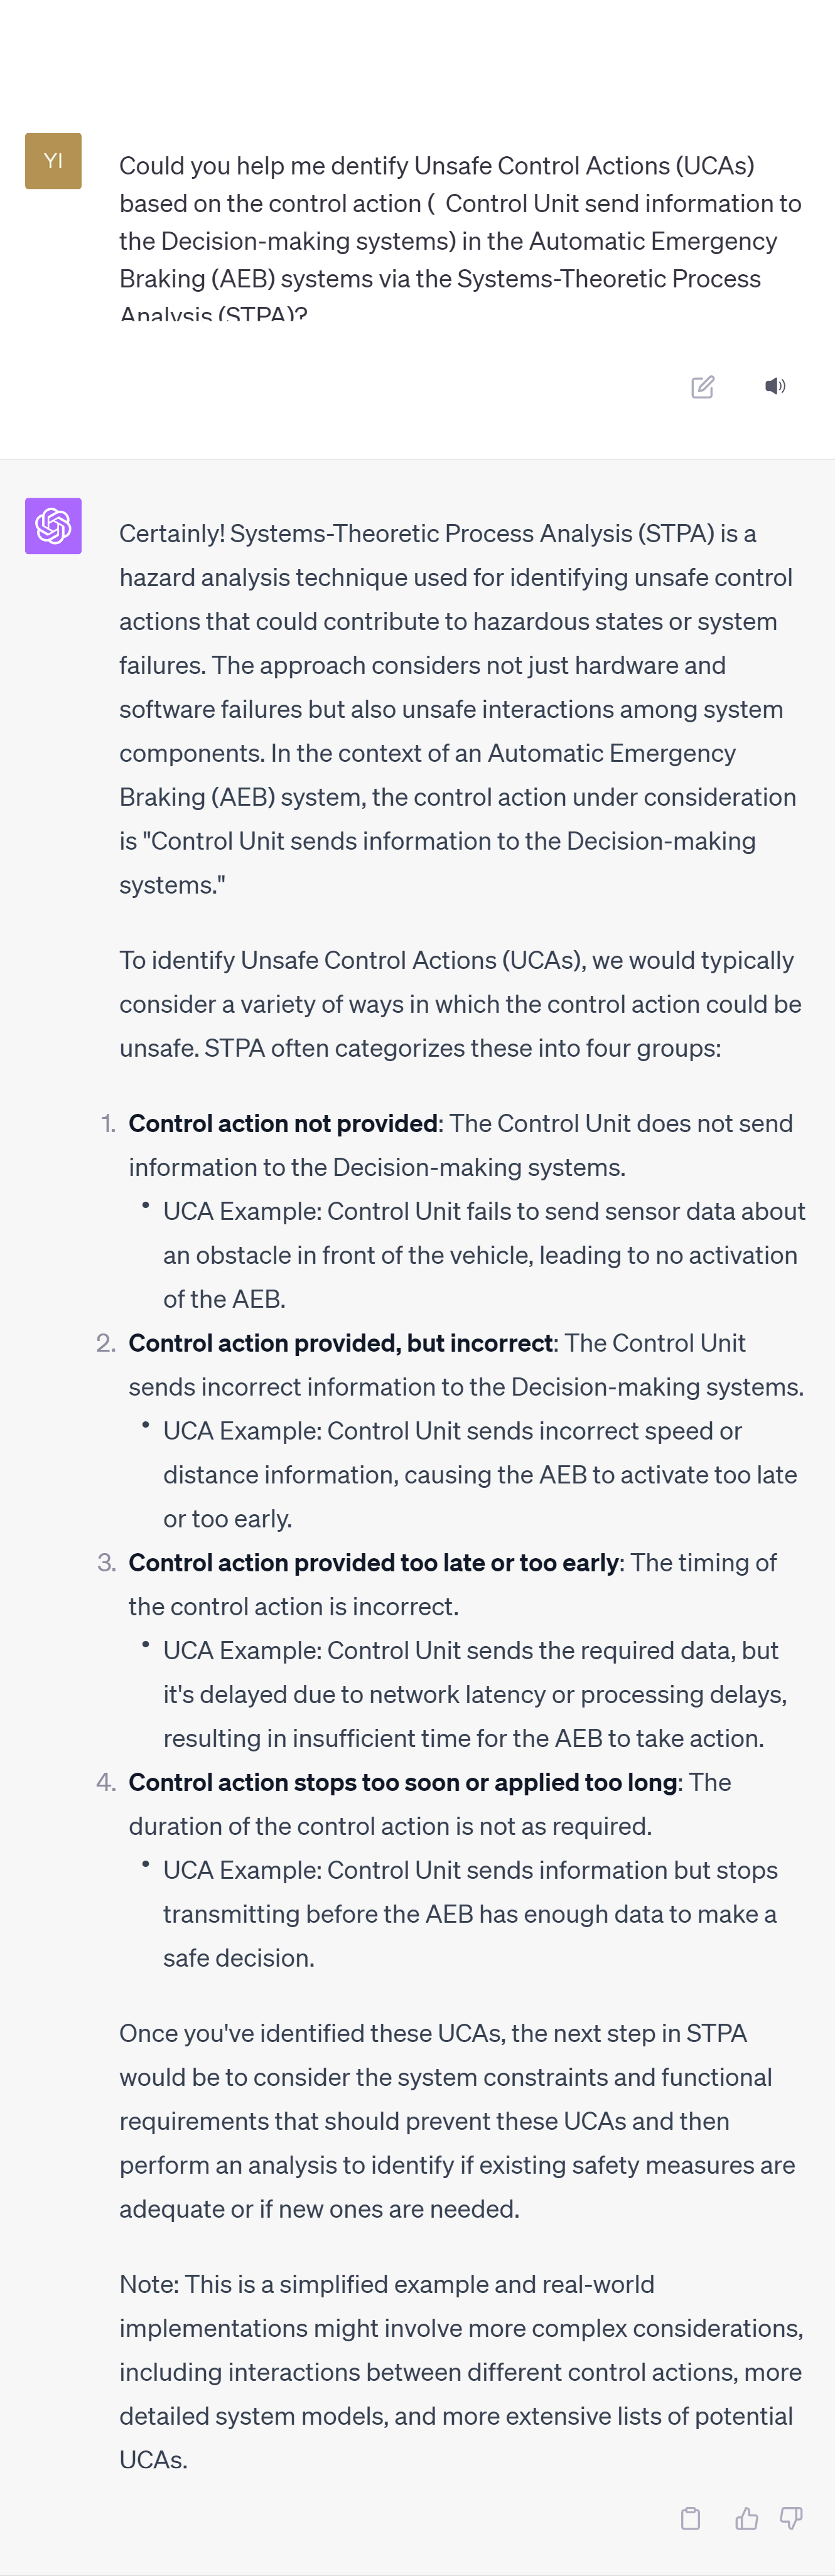 YI
Could you help me dentify Unsafe Control Actions (UCAs)
based on the control action (  Control Unit send information to
the Decision-making systems) in the Automatic Emergency
Braking (AEB) systems via the Systems-Theoretic Process
Analysis (STPA)?
Certainly! Systems-Theoretic Process Analysis (STPA) is a
hazard analysis technique used for identifying unsafe control
actions that could contribute to hazardous states or system
failures. The approach considers not just hardware and
software failures but also unsafe interactions among system
components. In the context of an Automatic Emergency
Braking (AEB) system, the control action under consideration
is "Control Unit sends information to the Decision-making
systems."
To identify Unsafe Control Actions (UCAs), we would typically
consider a variety of ways in which the control action could be
unsafe. STPA often categorizes these into four groups:
1. Control action not provided: The Control Unit does not send
information to the Decision-making systems.
• UCA Example: Control Unit fails to send sensor data about
an obstacle in front of the vehicle, leading to no activation
of the AEB.
2. Control action provided, but incorrect: The Control Unit
sends incorrect information to the Decision-making systems.
• UCA Example: Control Unit sends incorrect speed or
distance information, causing the AEB to activate too late
or too early.
3. Control action provided too late or too early: The timing of
the control action is incorrect.
• UCA Example: Control Unit sends the required data, but
it's delayed due to network latency or processing delays,
resulting in insufficient time for the AEB to take action.
4. Control action stops too soon or applied too long: The
duration of the control action is not as required.
• UCA Example: Control Unit sends information but stops
transmitting before the AEB has enough data to make a
safe decision.
Once you've identified these UCAs, the next step in STPA
would be to consider the system constraints and functional
requirements that should prevent these UCAs and then
perform an analysis to identify if existing safety measures are
adequate or if new ones are needed.
Note: This is a simplified example and real-world
implementations might involve more complex considerations,
including interactions between different control actions, more
detailed system models, and more extensive lists of potential
UCAs.